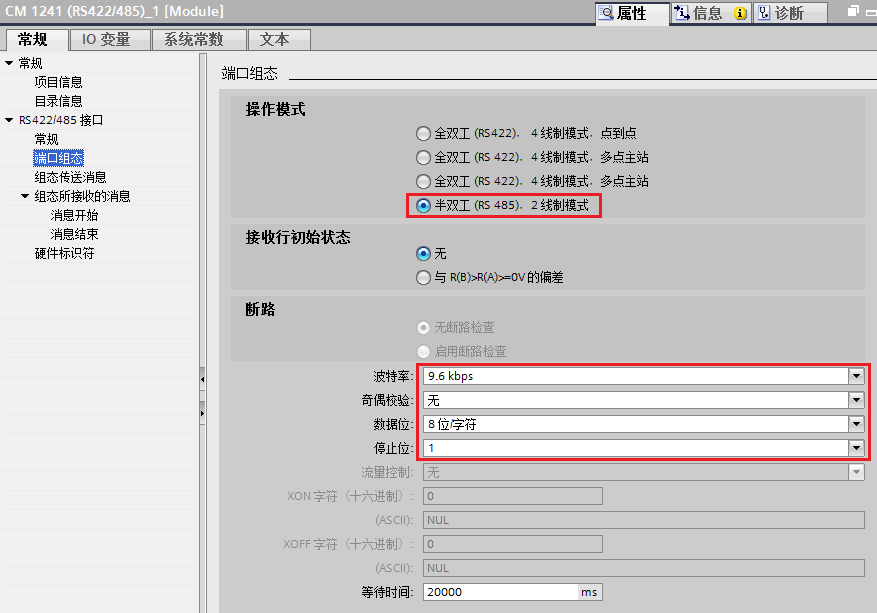 CM 1241 (RS422/485)_1 [Module]
属性
信息
诊断
常规
IO 变量
系统常数
文本
常规
项目信息
目录信息
RS422/485 接口
常规
端口组态
组态传送消息
组态所接收的消息
消息开始
消息结束
硬件标识符
端口组态
操作模式
全双工 (RS422)，4 线制模式，点到点
全双工 (RS 422)，4 线制模式，多点主站
全双工 (RS 422)，4 线制模式，多点主站
半双工 (RS 485)，2 线制模式
接收行初始状态
无
与 R(B)>R(A)>=0V 的偏差
断路
无断路检查
启用断路检查
波特率: 9.6 kbps
奇偶校验: 无
数据位: 8 位/字符
停止位: 1
流量控制: 无
XON 字符（十六进制）: 0
(ASCII): NUL
XOFF 字符（十六进制）: 0
(ASCII): NUL
等待时间: 20000 ms